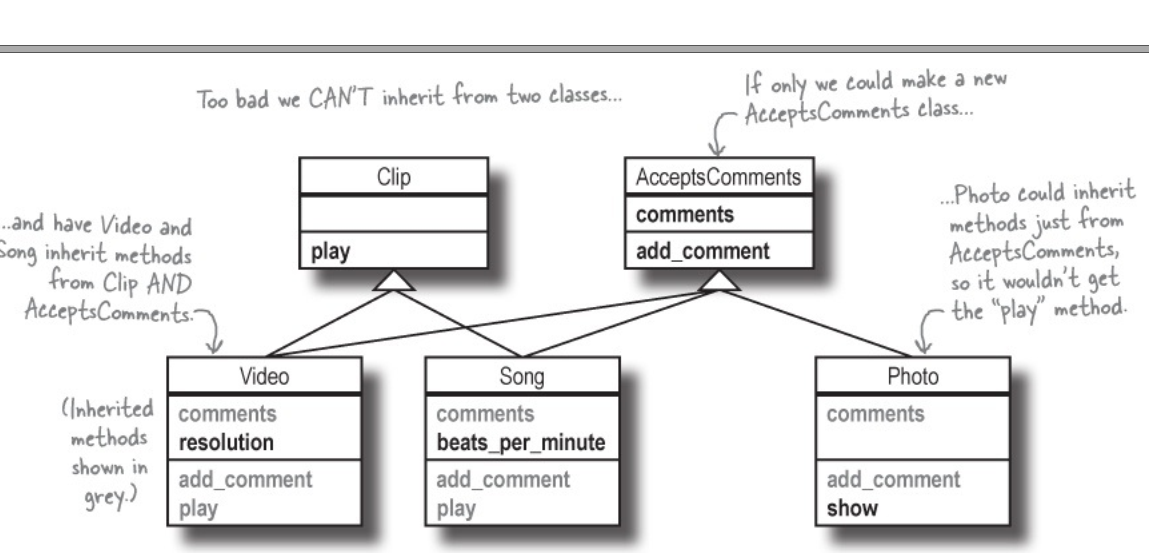 Too bad we CAN'T inherit from two classes...
If only we could make a new
AcceptsComments class...
Clip
play
AcceptsComments
comments
add_comment
...Photo could inherit
methods just from
AcceptsComments,
so it wouldn't get
the "play" method.
...and have Video and
Song inherit methods
from Clip AND
AcceptsComments.
(Inherited
methods
shown in
grey.)
Video
comments
resolution
add_comment
play
Song
comments
beats_per_minute
add_comment
play
Photo
comments
add_comment
show